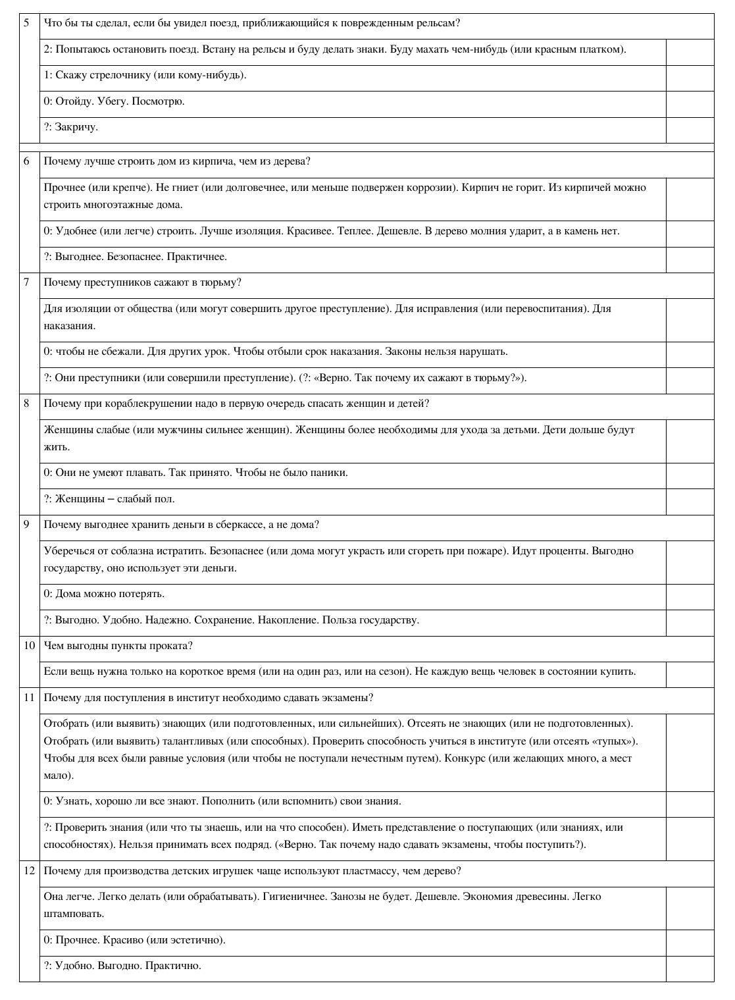 5 Что бы ты сделал, если бы увидел поезд, приближающийся к поврежденным рельсам?
2: Попытаюсь остановить поезд. Встану на рельсы и буду делать знаки. Буду махать чем-нибудь (или красным платком).
1: Скажу стрелочнику (или кому-нибудь).
0: Отойду. Убегу. Посмотрю.
?: Закричу.
6 Почему лучше строить дом из кирпича, чем из дерева?
Прочнее (или крепче). Не гниет (или долговечнее, или меньше подвержен коррозии). Кирпич не горит. Из кирпичей можно
строить многоэтажные дома.
0: Удобнее (или легче) строить. Лучше изоляция. Красивее. Теплее. Дешевле. В дерево молния ударит, а в камень нет.
?: Выгоднее. Безопаснее. Практичнее.
7 Почему преступников сажают в тюрьму?
Для изоляции от общества (или могут совершить другое преступление). Для исправления (или перевоспитания). Для
наказания.
0: чтобы не сбежали. Для других урок. Чтобы отбыли срок наказания. Законы нельзя нарушать.
?: Они преступники (или совершили преступление). (?: «Верно. Так почему их сажают в тюрьму?»).
8 Почему при кораблекрушении надо в первую очередь спасать женщин и детей?
Женщины слабые (или мужчины сильнее женщин). Женщины более необходимы для ухода за детьми. Дети дольше будут
жить.
0: Они не умеют плавать. Так принято. Чтобы не было паники.
?: Женщины – слабый пол.
9 Почему выгоднее хранить деньги в сберкассе, а не дома?
Уберечься от соблазна истратить. Безопаснее (или дома могут украсть или сгореть при пожаре). Идут проценты. Выгодно
государству, оно использует эти деньги.
0: Дома можно потерять.
?: Выгодно. Удобно. Надежно. Сохранение. Накопление. Польза государству.
10 Чем выгодны пункты проката?
Если вещь нужна только на короткое время (или на один раз, или на сезон). Не каждую вещь человек в состоянии купить.
11 Почему для поступления в институт необходимо сдавать экзамены?
Отобрать (или выявить) знающих (или подготовленных, или сильнейших). Отсеять не знающих (или не подготовленных).
Отобрать (или выявить) талантливых (или способных). Проверить способность учиться в институте (или отсеять «тупых»).
Чтобы для всех были равные условия (или чтобы не поступали нечестным путем). Конкурс (или желающих много, а мест
мало).
0: Узнать, хорошо ли все знают. Пополнить (или вспомнить) свои знания.
?: Проверить знания (или что ты знаешь, или на что способен). Иметь представление о поступающих (или знаниях, или
способностях). Нельзя принимать всех подряд. («Верно. Так почему надо сдавать экзамены, чтобы поступить?).
12 Почему для производства детских игрушек чаще используют пластмассу, чем дерево?
Она легче. Легко делать (или обрабатывать). Гигиеничнее. Занозы не будет. Дешевле. Экономия древесины. Легко
штамповать.
0: Прочнее. Красиво (или эстетично).
?: Удобно. Выгодно. Практично.